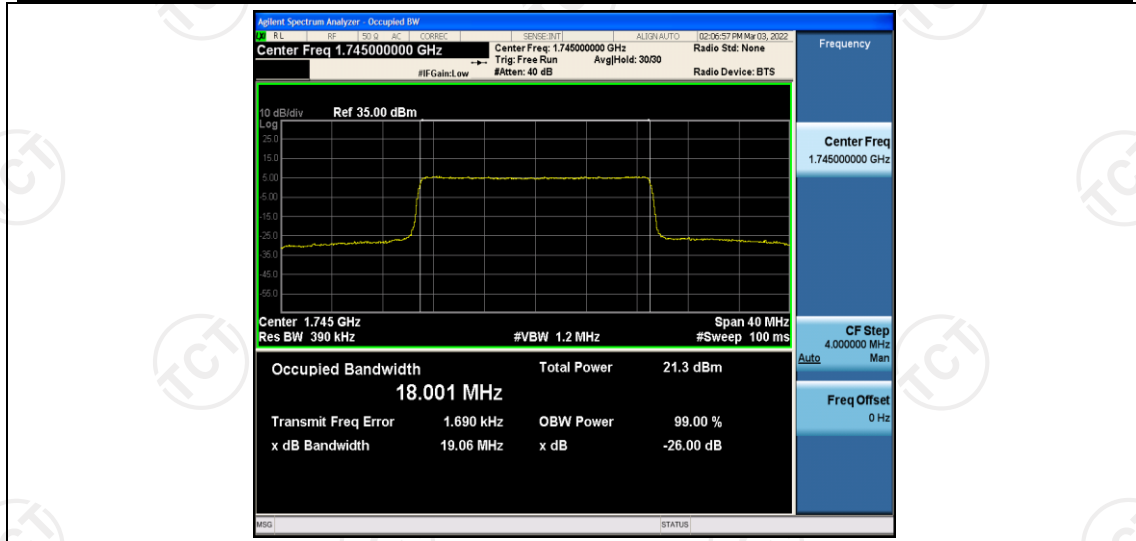 Agilent Spectrum Analyzer - Occupied BW
RL RF 50 Ω AC CORREC SENSE:INT ALIGN AUTO 02:06:57 PM Mar 03, 2022
Center Freq 1.745000000 GHz
Center Freq: 1.745000000 GHz
Radio Std: None
Trig: Free Run Avg|Hold: 30/30
#IFGain:Low
#Atten: 40 dB
Radio Device: BTS
Frequency
10 dB/div Ref 35.00 dBm
Log
25.0
15.0
5.00
-5.00
-15.0
-25.0
-35.0
-45.0
-55.0
Center 1.745 GHz Span 40 MHz
Res BW 390 kHz #VBW 1.2 MHz #Sweep 100 ms
Occupied Bandwidth Total Power 21.3 dBm
18.001 MHz
Transmit Freq Error 1.690 kHz OBW Power 99.00 %
x dB Bandwidth 19.06 MHz x dB -26.00 dB
Center Freq
1.745000000 GHz
CF Step
4.000000 MHz
Auto Man
Freq Offset
0 Hz
MSG STATUS
TCT
TCT
TCT
TCT